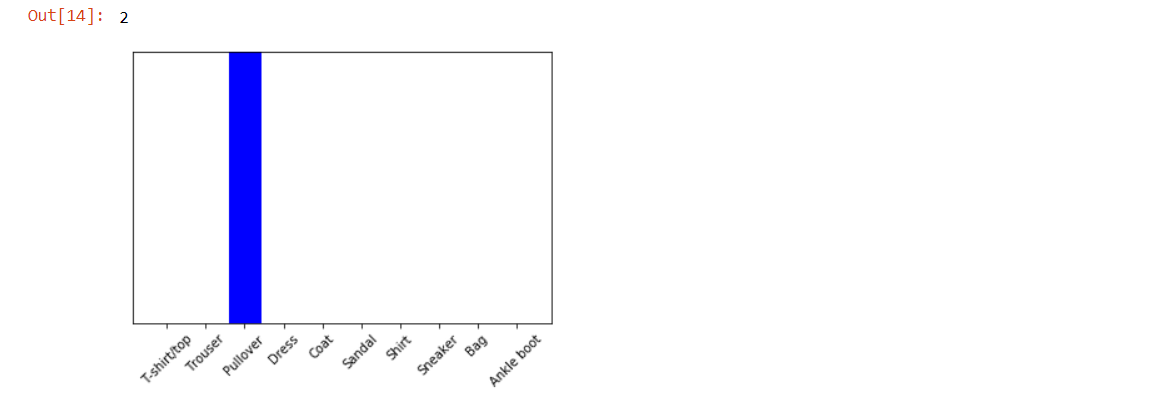 Out[14]: 2
T-shirt/top
Trouser
Pullover
Dress
Coat
Sandal
Shirt
Sneaker
Bag
Ankle boot